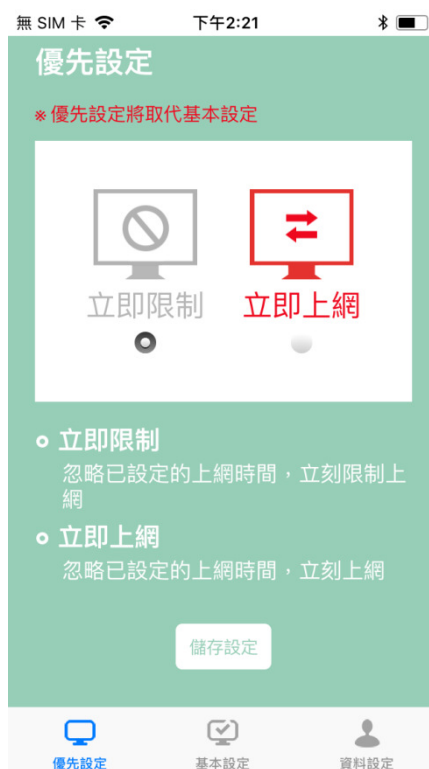 無 SIM 卡 下午2:21
優先設定
※ 優先設定將取代基本設定
立即限制 立即上網
立即限制
忽略已設定的上網時間，立刻限制上
網
立即上網
忽略已設定的上網時間，立刻上網
儲存設定
優先設定 基本設定 資料設定